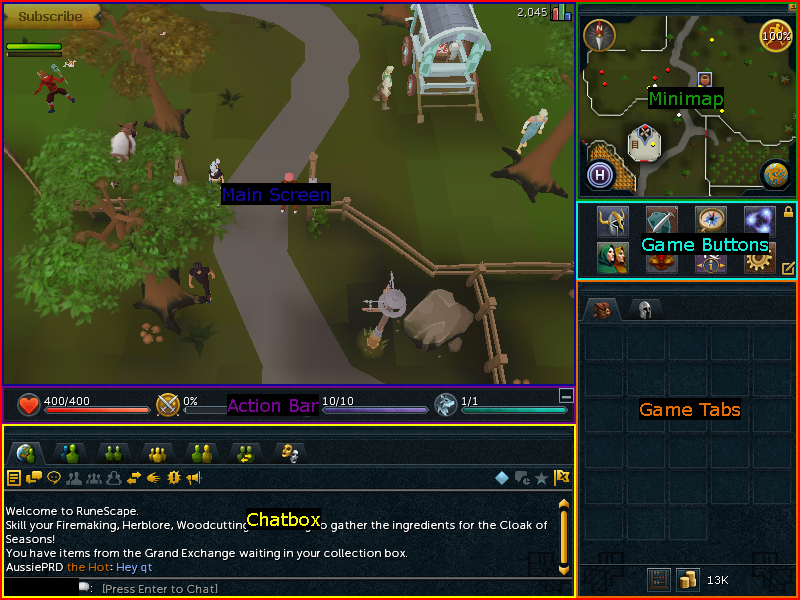 Subscribe
2,045
N
100%
Minimap
Main Screen
H
Game Buttons
400/400
0%
Action Bar
10/10
1/1
Game Tabs
Welcome to RuneScape.
Skill your Firemaking, Herblore, Woodcutting
gather the ingredients for the Cloak of
Chatbox
Seasons!
You have items from the Grand Exchange waiting in your collection box.
AussiePRD the Hot: Hey qt
: [Press Enter to Chat]
13K